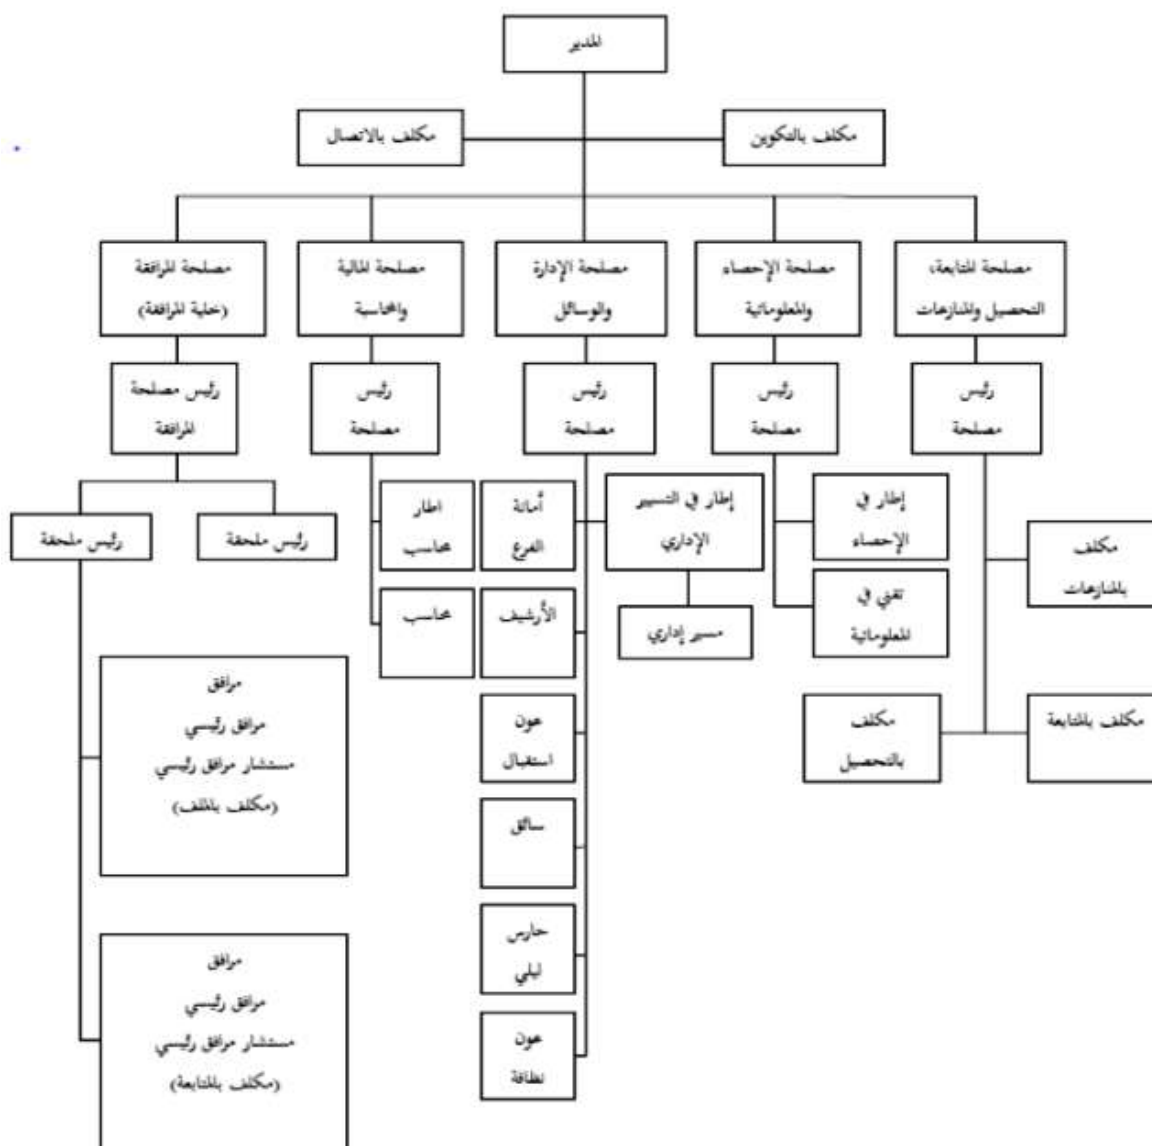 المدير
مكلف بالتكوين
مكلف بالاتصال
مصلحة المتابعة،
التحصيل والمنازعات
مصلحة الإحصاء
والمعلوماتية
مصلحة الإدارة
والوسائل
مصلحة المالية
والمحاسبة
مصلحة المرافقة
(خلية المرافقة)
رئيس
مصلحة
رئيس
مصلحة
رئيس
مصلحة
رئيس
مصلحة
رئيس مصلحة
المرافقة
مكلف
بالمنازعات
مكلف بالمتابعة
مكلف
بالتحصيل
إطار في
الإحصاء
تقني في
المعلوماتية
إطار في التسيير
الإداري
مسير إداري
أمانة
الفرع
الأرشيف
عون
استقبال
سائق
حارس
ليلي
عون
نظافة
اطار
محاسب
محاسب
رئيس ملحقة
رئيس ملحقة
مرافق
مرافق رئيسي
مستشار مرافق رئيسي
(مكلف بالملف)
مرافق
مرافق رئيسي
مستشار مرافق رئيسي
(مكلف بالمتابعة)